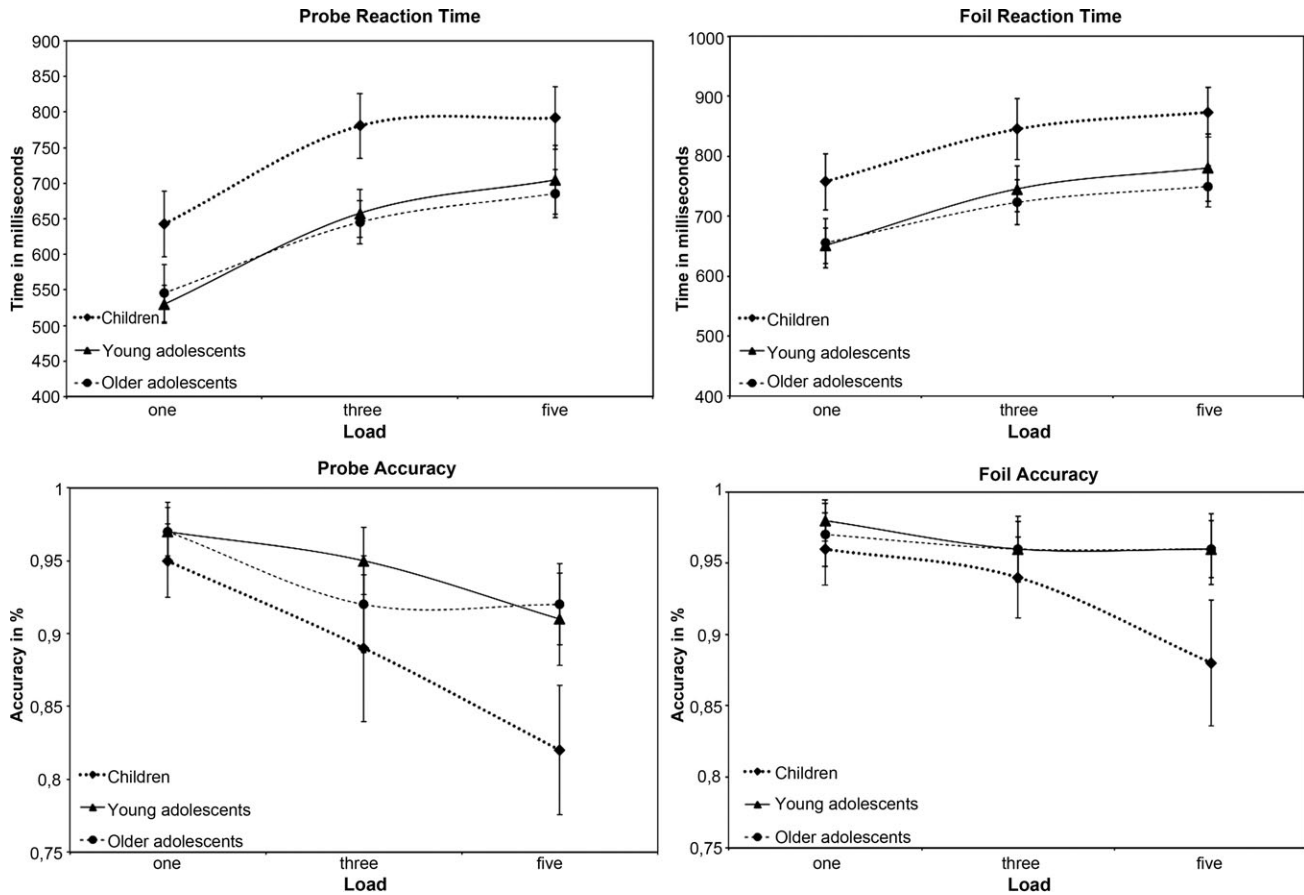 Probe Reaction Time
900
850
800
750
700
650
600
550
500
450
400
Time in milliseconds
Children
Young adolescents
Older adolescents
one three five
Load
Foil Reaction Time
1000
900
800
700
600
500
400
Time in milliseconds
Children
Young adolescents
Older adolescents
one three five
Load
Probe Accuracy
1
0,95
0,9
0,85
0,8
0,75
Accuracy in %
Children
Young adolescents
Older adolescents
one three five
Load
Foil Accuracy
1
0,95
0,9
0,85
0,8
0,75
Accuracy in %
Children
Young adolescents
Older adolescents
one three five
Load